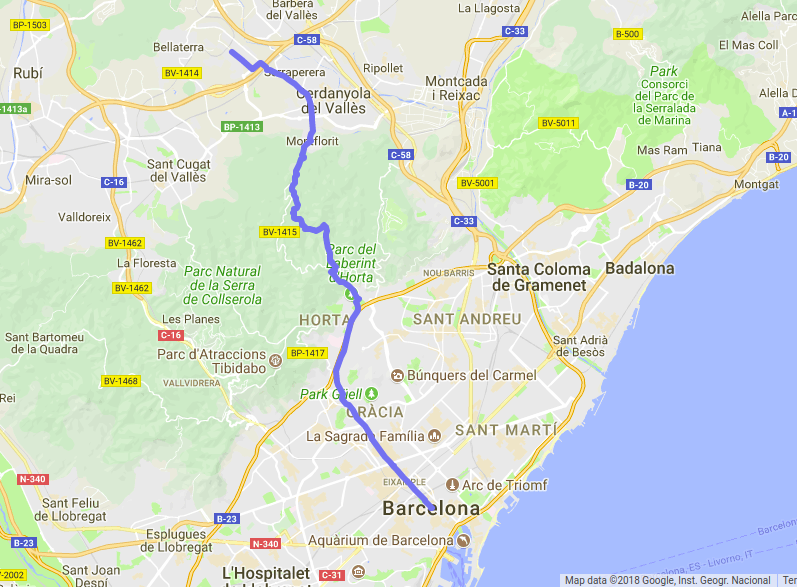 BP-1503
Barberà
del Vallès
La Llagosta
C-33
B-500
Alella Parc
El Mas Coll
C-58
Bellaterra
Rubí
BV-1414
Serraperera
Ripollet
Cerdanyola
del Vallès
Montcada
i Reixac
Park
Consorci
del Parc de
la Serralada
de Marina
Alella D
-1413a
BP-1413
BV-5011
A-1
Montflorit
Sant Cugat
del Vallès
C-58
Mas Ram
Tiana
B-20
Mira-sol
C-16
BV-5001
B-20
Montgat
Valldoreix
BV-1415
C-33
BV-1462
La Floresta
Parc Natural
de la Serra
de Collserola
Parc del
Laberint
d'Horta
NOU BARRIS
Santa Coloma
de Gramenet
Badalona
BV-1462
Les Planes
HORTA
SANT ANDREU
Sant Bartomeu
de la Quadra
C-16
Parc d'Atraccions
Tibidabo
BP-1417
Sant Adrià
de Besòs
BV-1468
VALLVIDRERA
Búnquers del Carmel
Rei
Park Güell
GRÀCIA
La Sagrada Família
SANT MARTÍ
N-340
EIXAMPLE
Arc de Triomf
Sant Feliu
de Llobregat
Barcelona
B-23
Esplugues
de Llobregat
N-340
Aquàrium de Barcelona
B-23
-2002
Sant Joan
Despí
L'Hospitalet
C-31
Barcelona, ES - Livorno, IT
Map data ©2018 Google, Inst. Geogr. Nacional
Ter